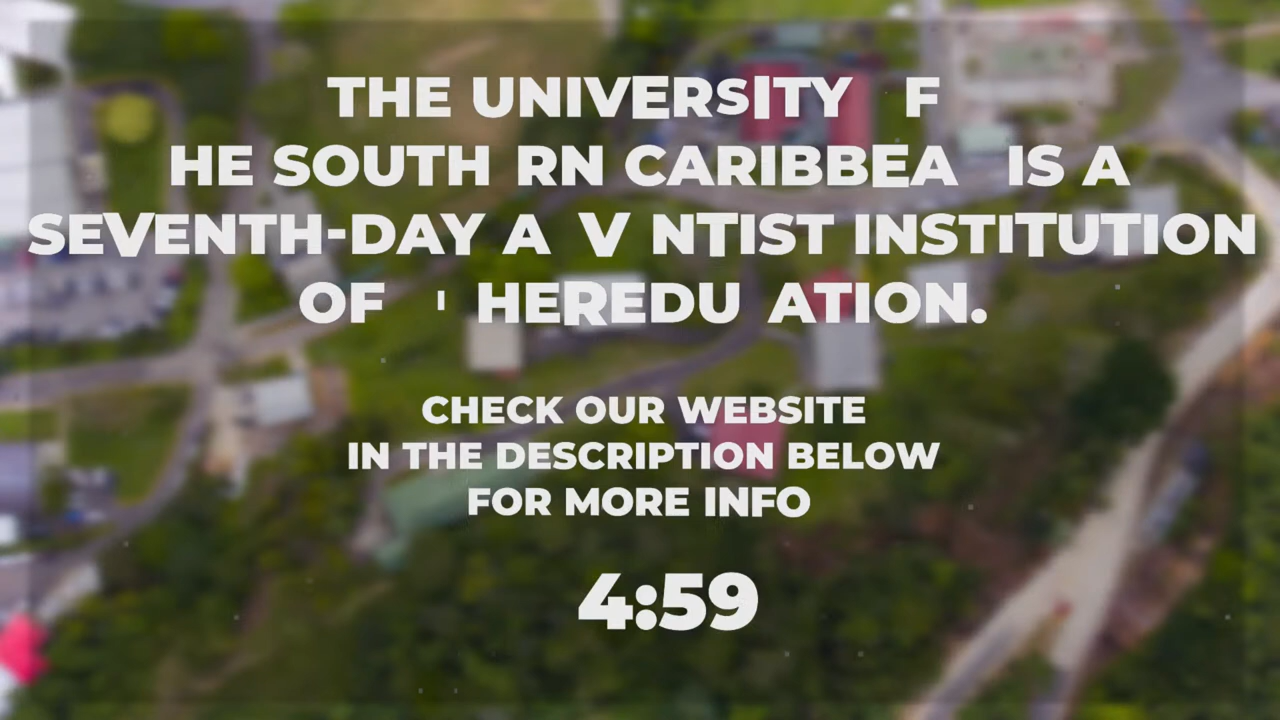 THE UNIVERSITY F
HE SOUTH RN CARIBBEA IS A
SEVENTH-DAY A V NTIST INSTITUTION
OF I HEREDU ATION.
CHECK OUR WEBSITE
IN THE DESCRIPTION BELOW
FOR MORE INFO
4:59